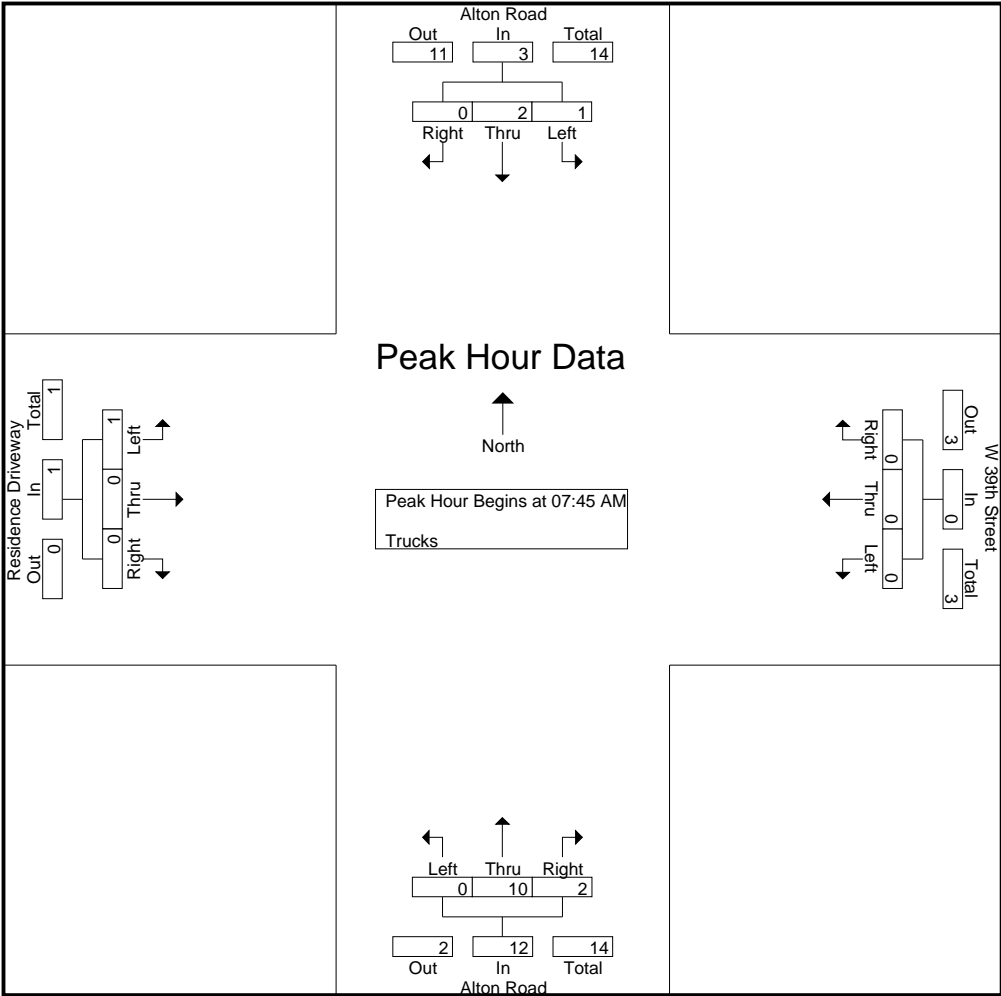 Alton Road
Out In Total
11 3 14
0 2 1
Right Thru Left
Peak Hour Data
North
Peak Hour Begins at 07:45 AM
Trucks
Residence Driveway
Out In Total
0 1 1
1 0 0
Left Thru Right
W 39th Street
Out In Total
3 0 3
0 0 0
Right Thru Left
Left Thru Right
0 10 2
2 12 14
Out In Total
Alton Road